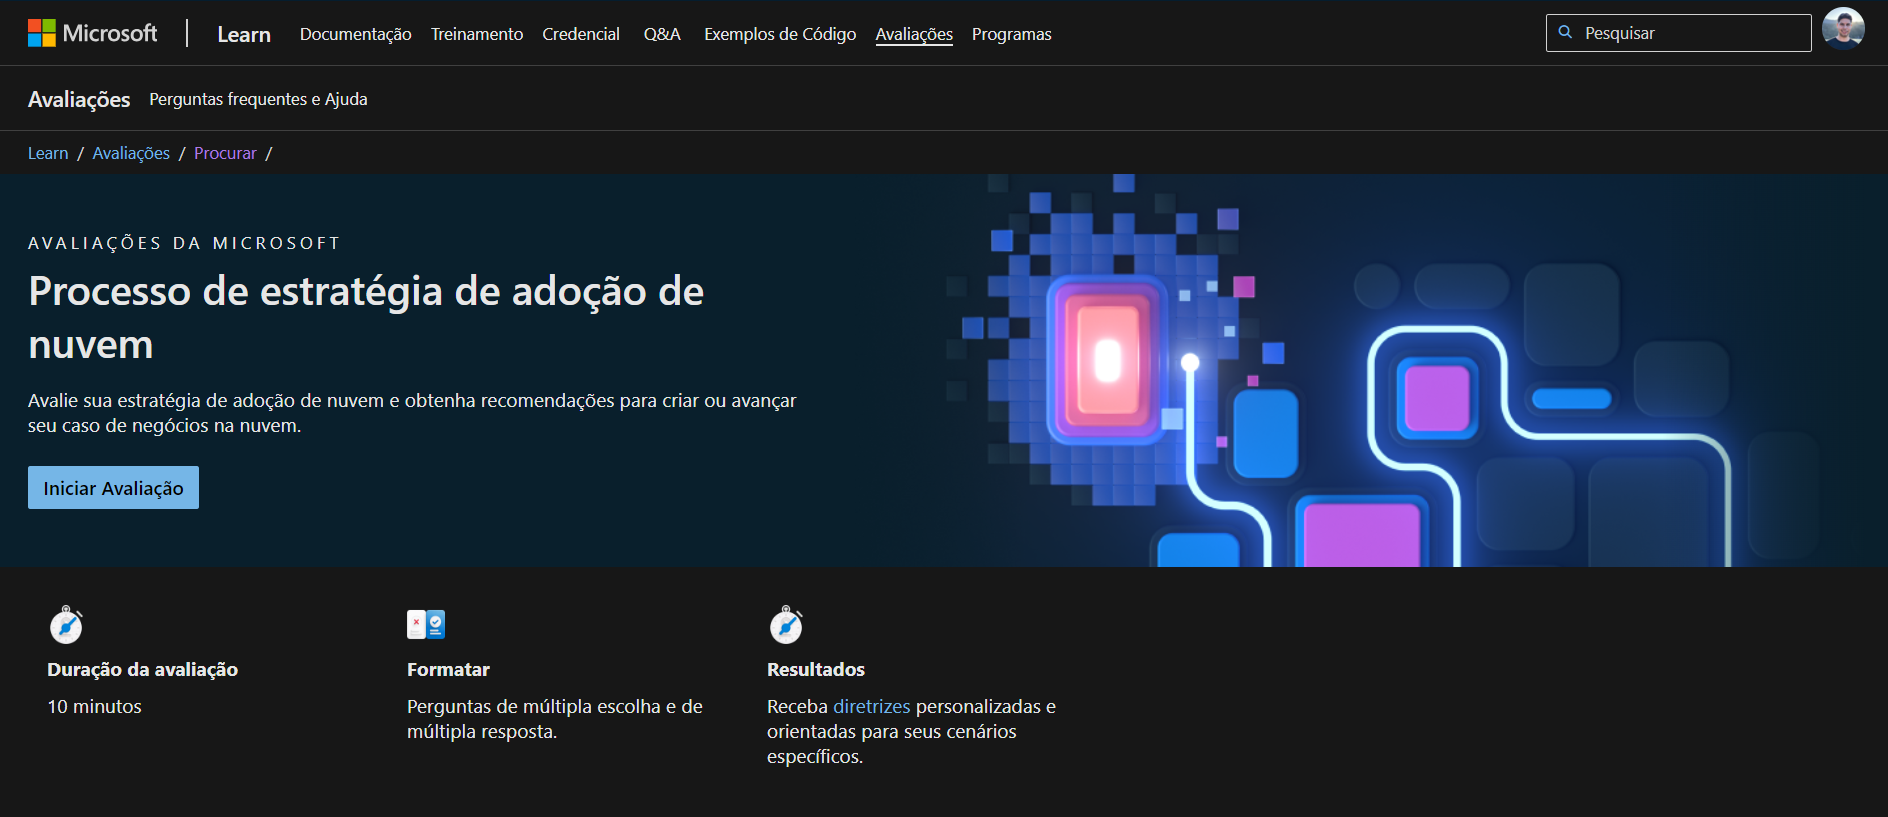 Microsoft
Learn
Documentação
Treinamento
Credencial
Q&A
Exemplos de Código
Avaliações
Programas
Pesquisar
Avaliações
Perguntas frequentes e Ajuda
Learn / Avaliações / Procurar /
AVALIAÇÕES DA MICROSOFT
Processo de estratégia de adoção de
nuvem
Avalie sua estratégia de adoção de nuvem e obtenha recomendações para criar ou avançar
seu caso de negócios na nuvem.
Iniciar Avaliação
Duração da avaliação
10 minutos
Formatar
Perguntas de múltipla escolha e de
múltipla resposta.
Resultados
Receba diretrizes personalizadas e
orientadas para seus cenários
específicos.